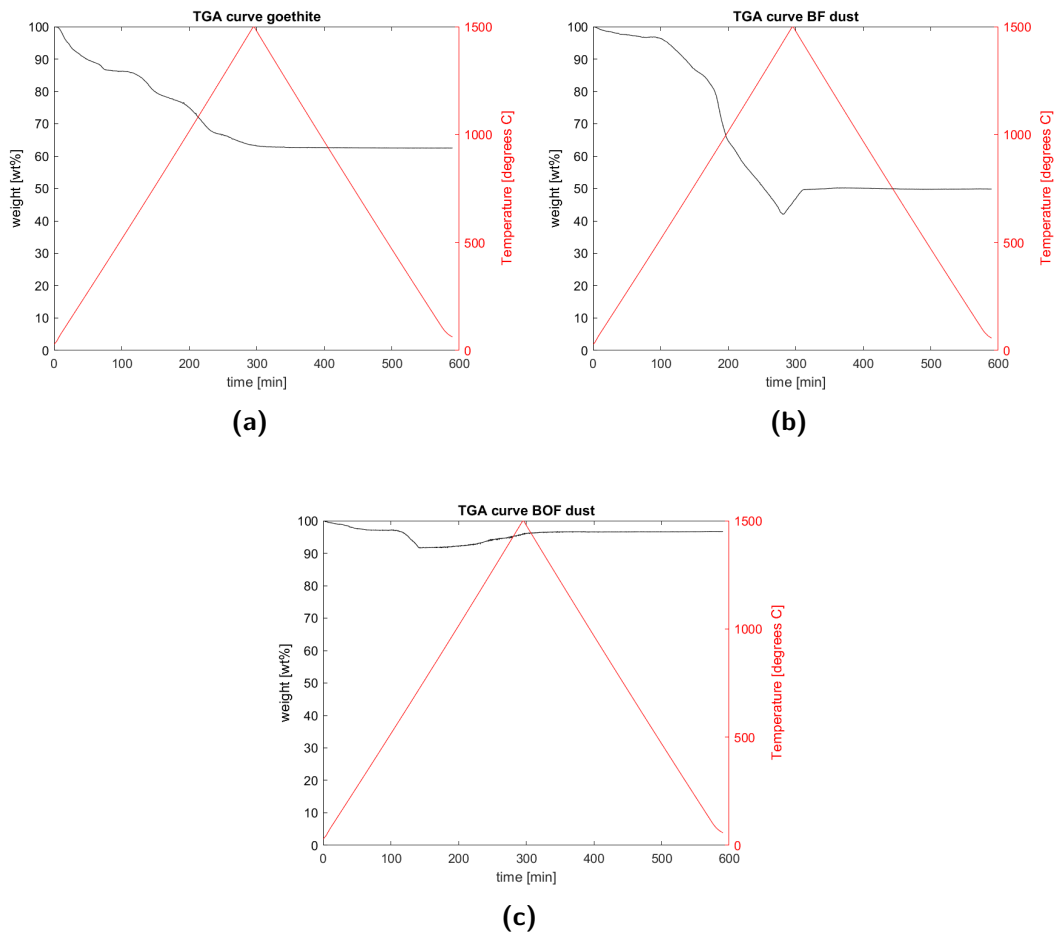 TGA curve goethite
100
90
80
70
60
50
40
30
20
10
0
weight [wt%]
0 100 200 300 400 500 600
time [min]
1500
1000
500
0
Temperature [degrees C]
(a)
TGA curve BF dust
100
90
80
70
60
50
40
30
20
10
0
weight [wt%]
0 100 200 300 400 500 600
time [min]
1500
1000
500
0
Temperature [degrees C]
(b)
TGA curve BOF dust
100
90
80
70
60
50
40
30
20
10
0
weight [wt%]
0 100 200 300 400 500 600
time [min]
1500
1000
500
0
Temperature [degrees C]
(c)